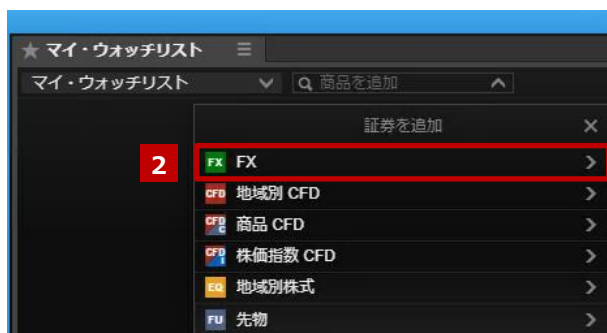 ★ マイ・ウォッチリスト
マイ・ウォッチリスト 商品を追加
証券を追加
2 FX FX
CFD 地域別 CFD
CFD C 商品 CFD
CFD I 株価指数 CFD
EQ 地域別株式
FU 先物